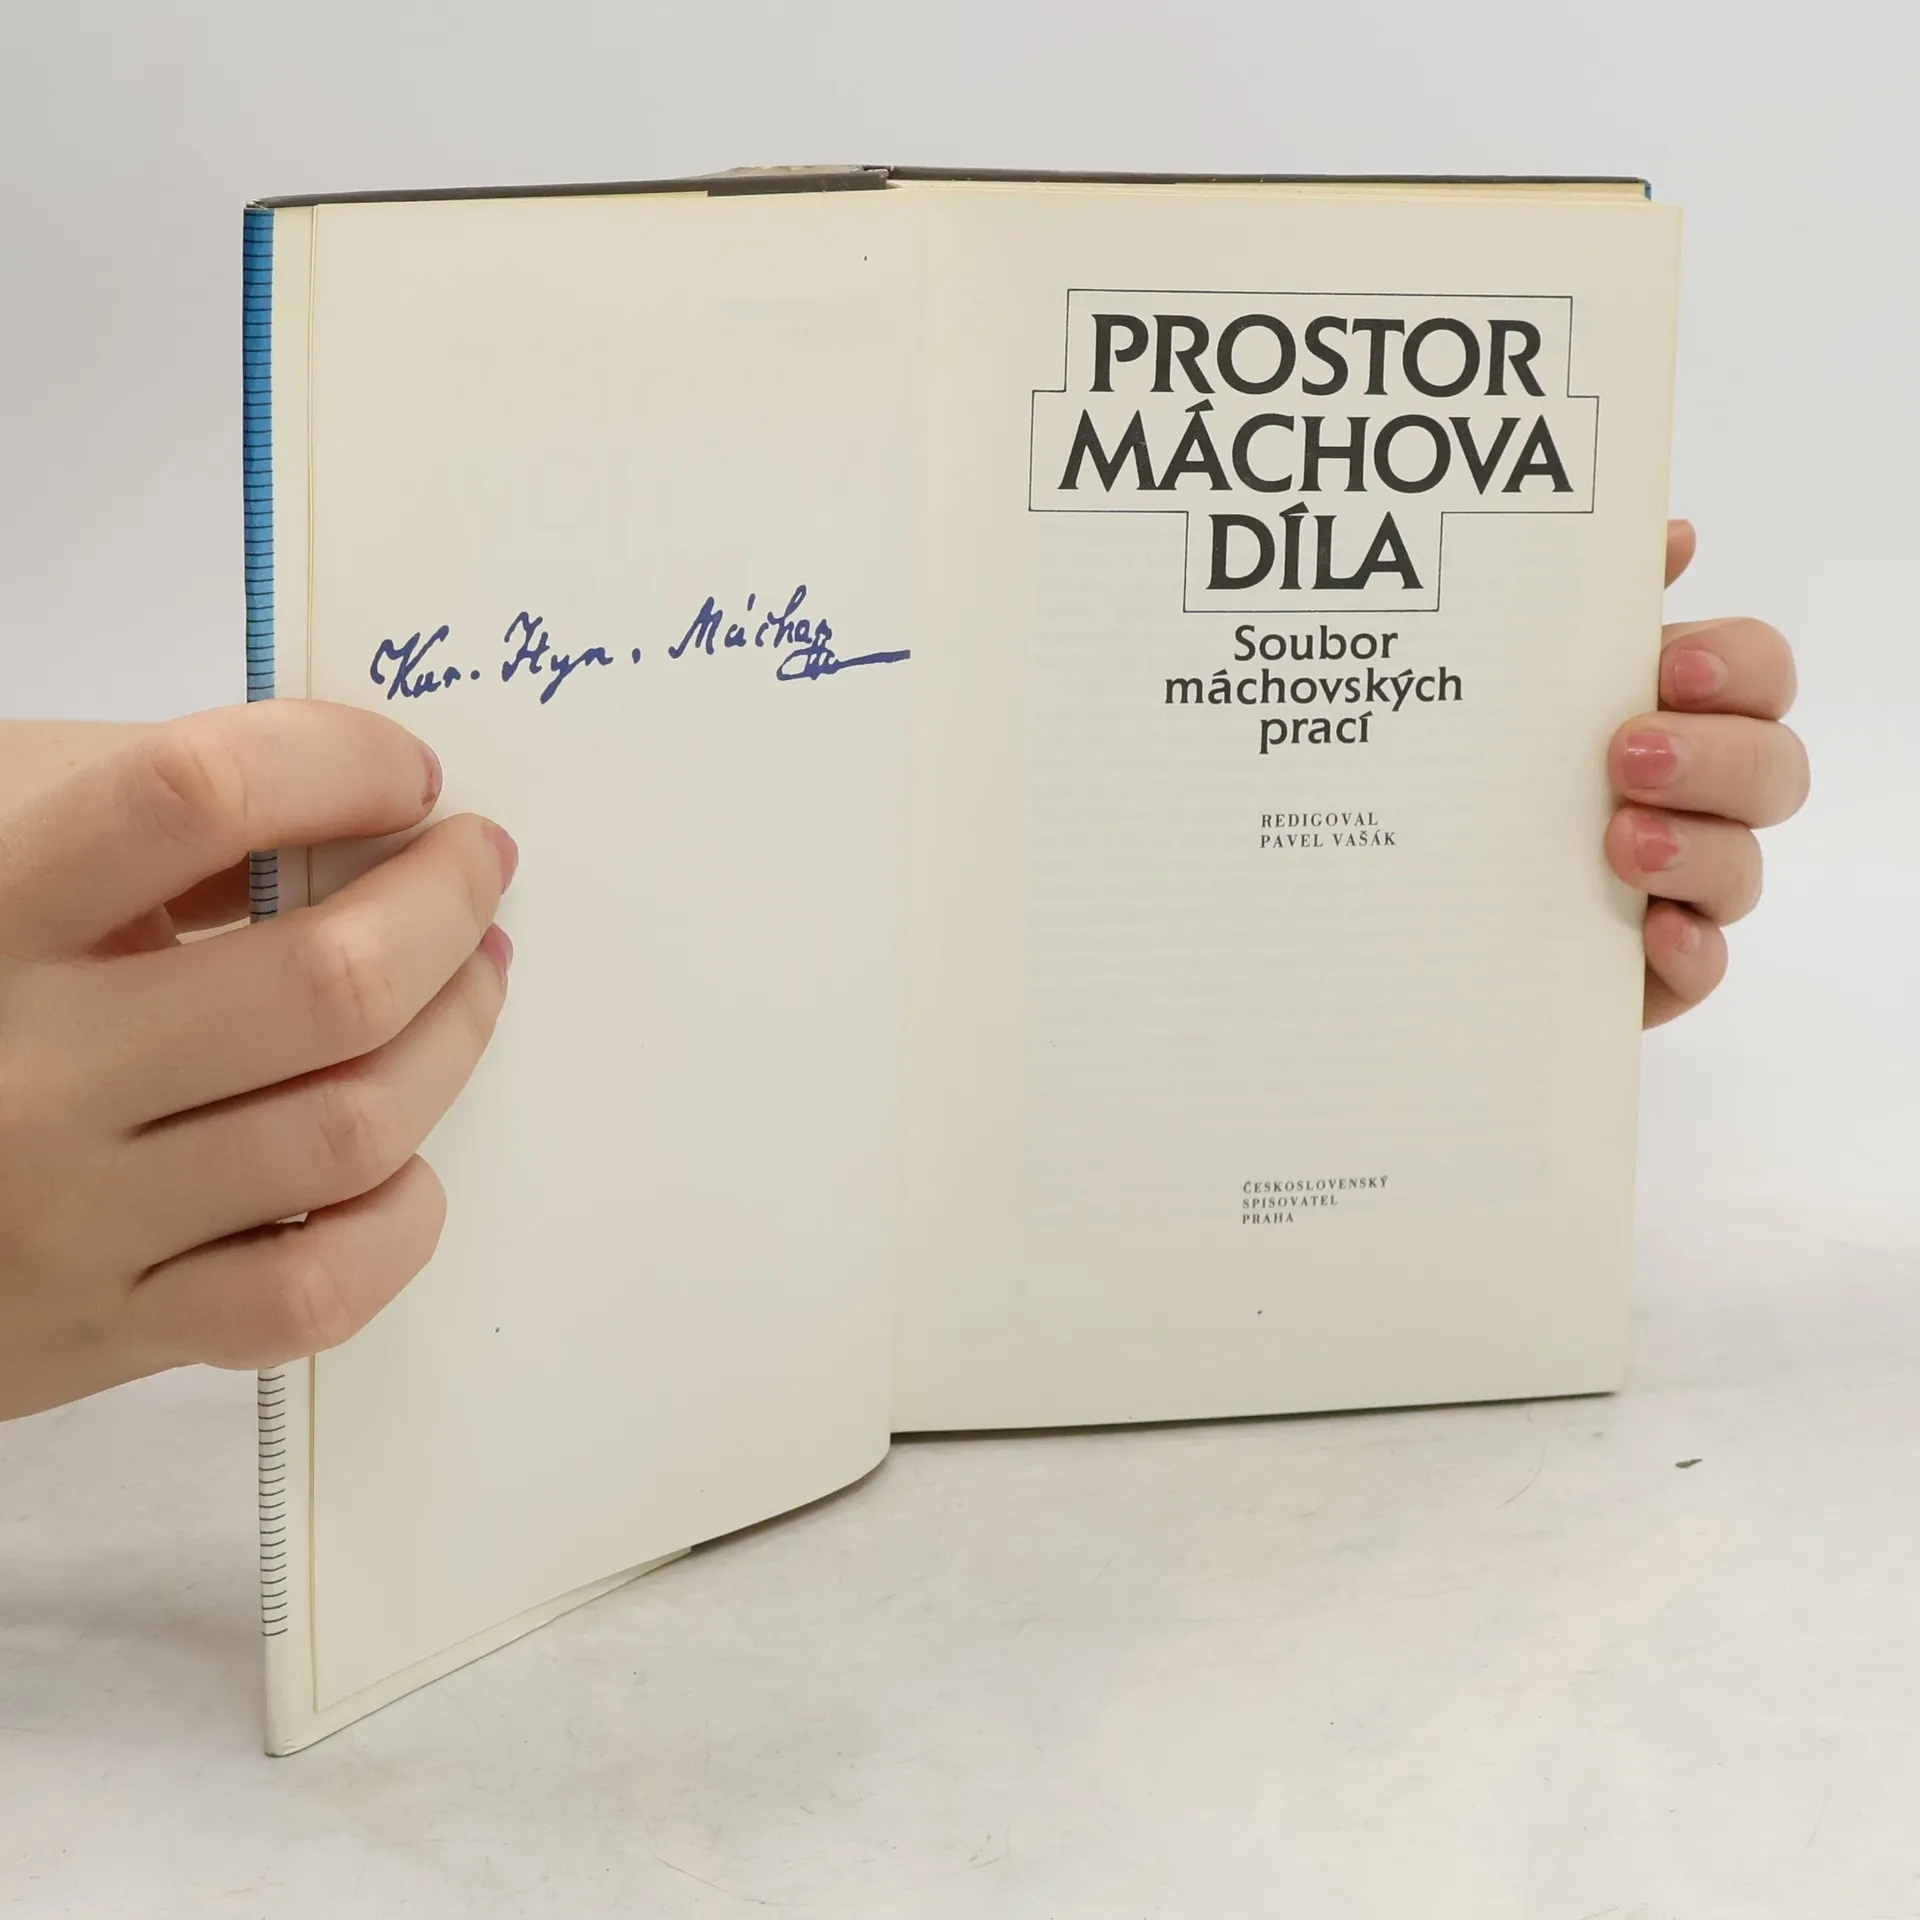 Kar. Hyn. Mácha
PROSTOR
MÁCHOVA
DÍLA
Soubor
máchovských
prací
REDIGOVAL
PAVEL VAŠÁK
ČESKOSLOVENSKÝ
SPISOVATEL
PRAHA